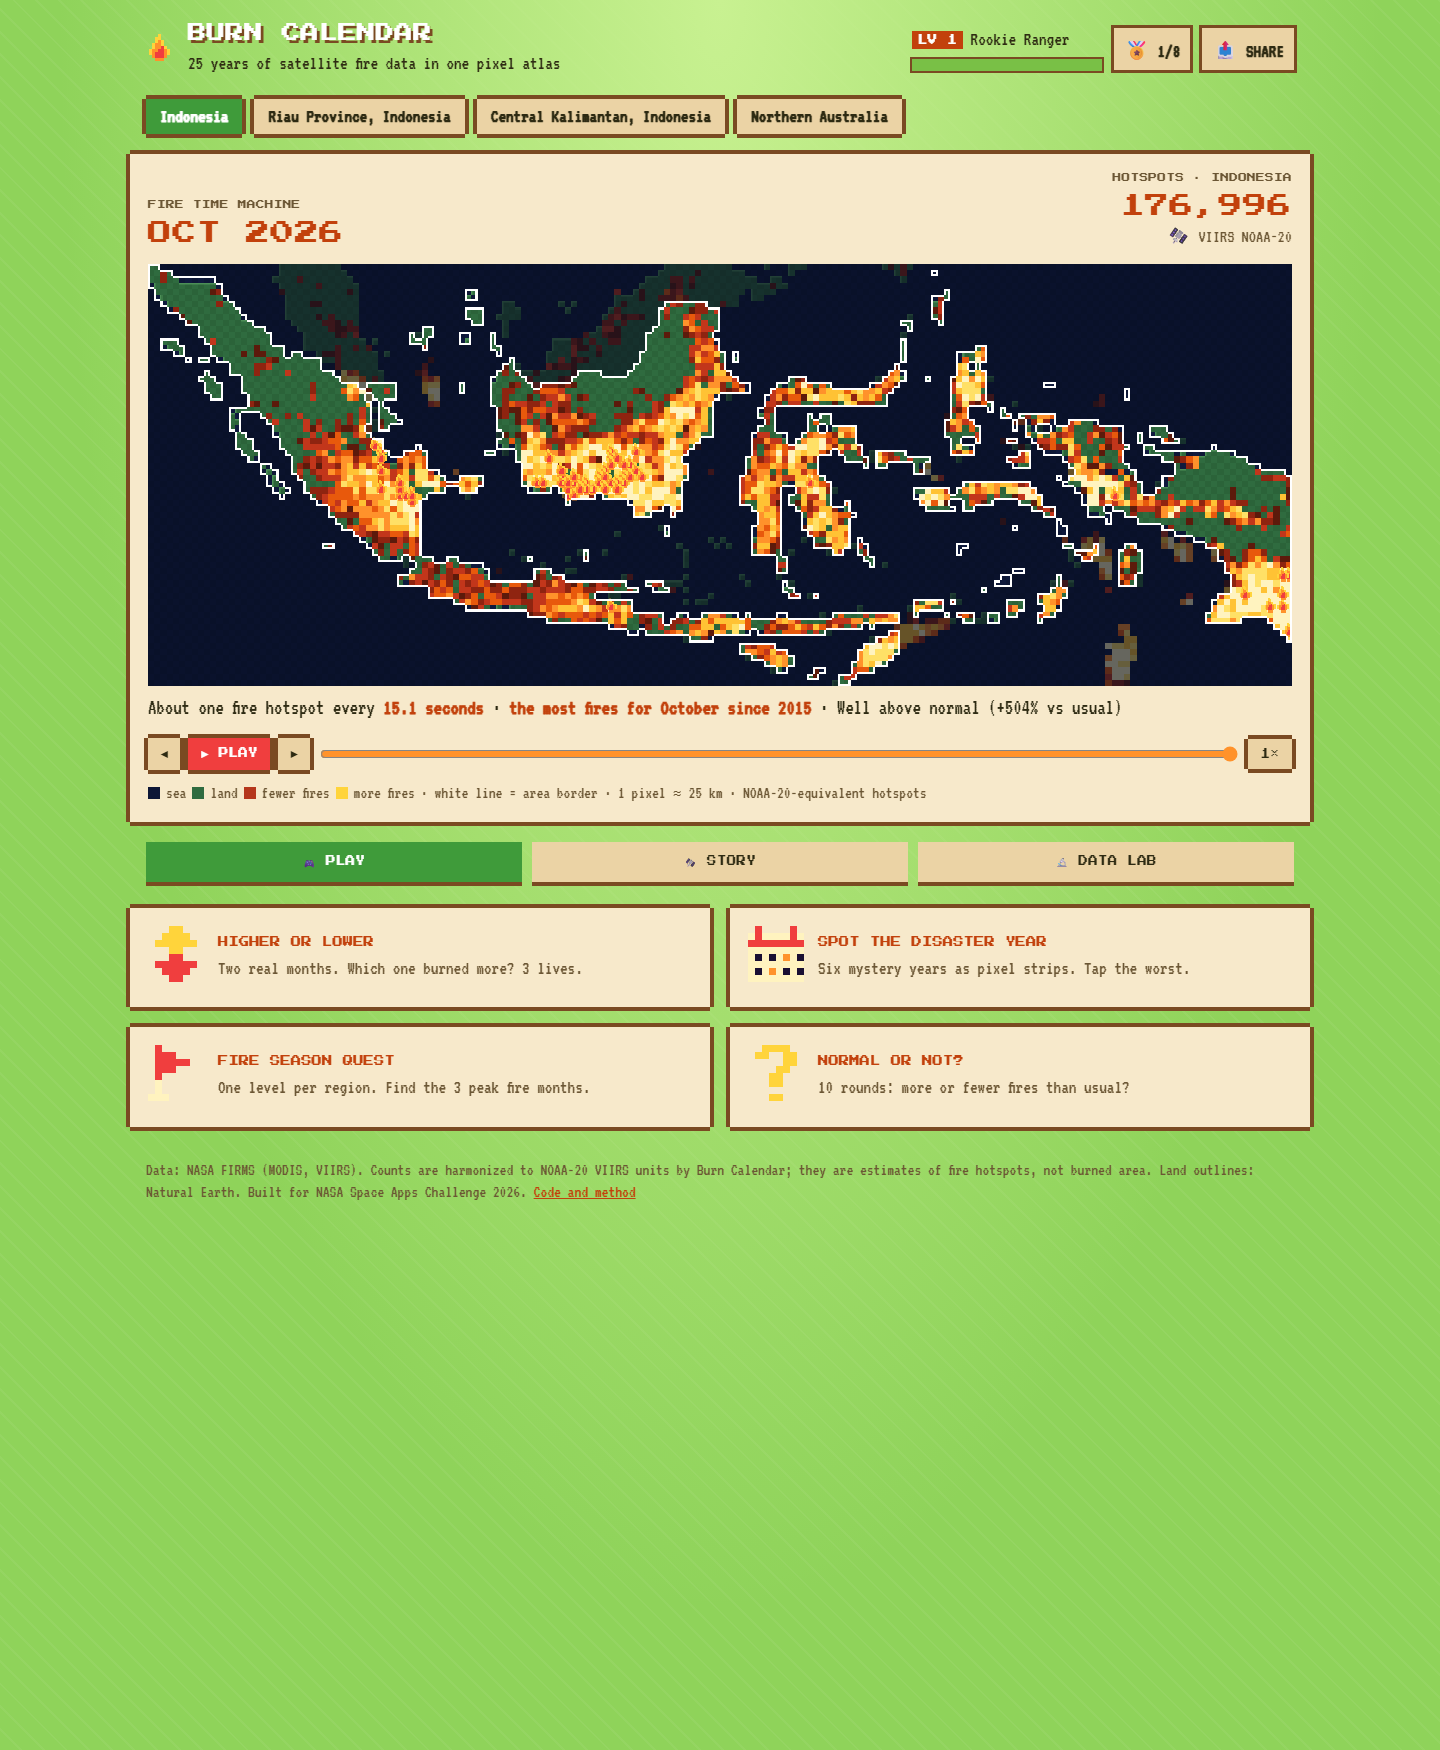 BURN CALENDAR
25 years of satellite fire data in one pixel atlas
LV 1 Rookie Ranger
1/8
SHARE
Indonesia
Riau Province, Indonesia
Central Kalimantan, Indonesia
Northern Australia
FIRE TIME MACHINE
OCT 2026
HOTSPOTS · INDONESIA
176,996
VIIRS NOAA-20
About one fire hotspot every 15.1 seconds · the most fires for October since 2015 · Well above normal (+504% vs usual)
◀ ▶ PLAY ▶ 1×
sea land fewer fires more fires · white line = area border · 1 pixel ≈ 25 km · NOAA-20-equivalent hotspots
PLAY
STORY
DATA LAB
HIGHER OR LOWER
Two real months. Which one burned more? 3 lives.
SPOT THE DISASTER YEAR
Six mystery years as pixel strips. Tap the worst.
FIRE SEASON QUEST
One level per region. Find the 3 peak fire months.
NORMAL OR NOT?
10 rounds: more or fewer fires than usual?
Data: NASA FIRMS (MODIS, VIIRS). Counts are harmonized to NOAA-20 VIIRS units by Burn Calendar; they are estimates of fire hotspots, not burned area. Land outlines:
Natural Earth. Built for NASA Space Apps Challenge 2026. Code and method